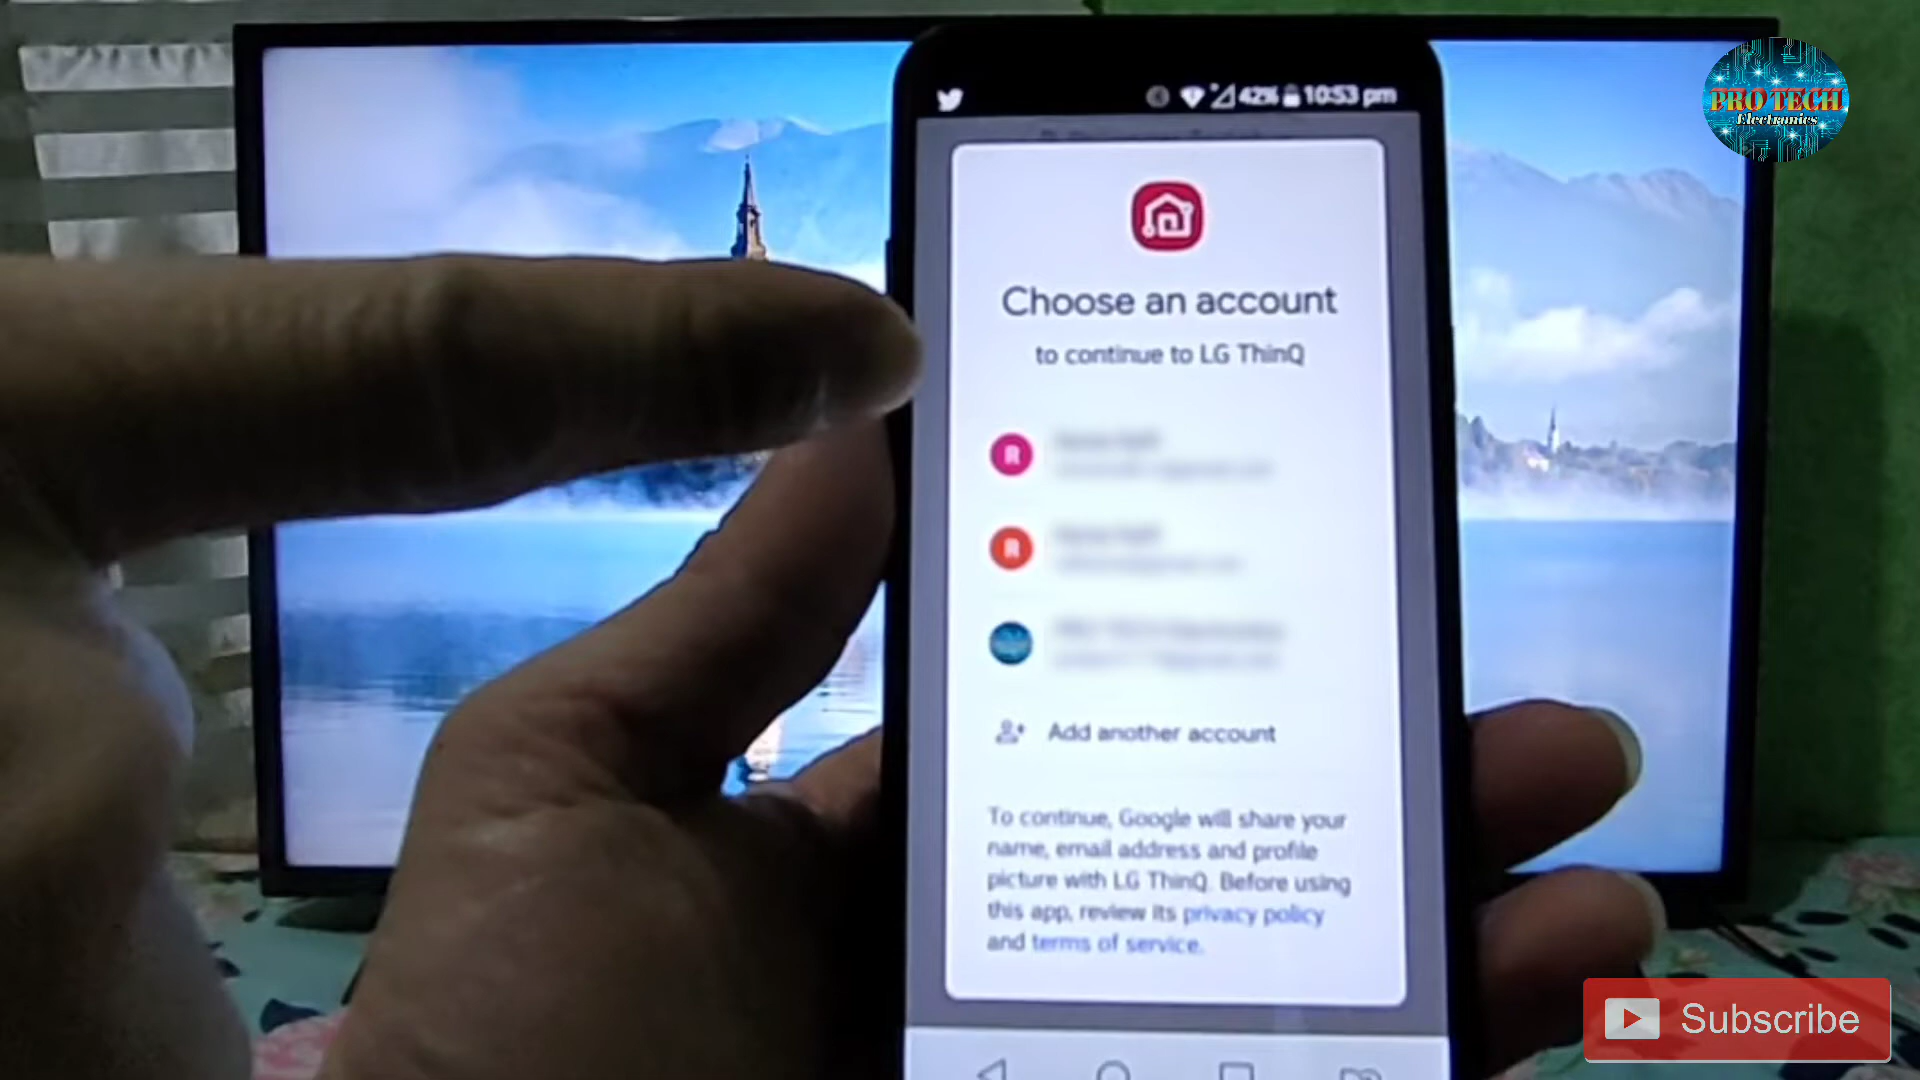 PRO TECH
Electronics
42% 10:53 pm
Choose an account
to continue to LG ThinQ
R
R
Add another account
To continue, Google will share your
name, email address and profile
picture with LG ThinQ. Before using
this app, review its privacy policy
and terms of service.
Subscribe